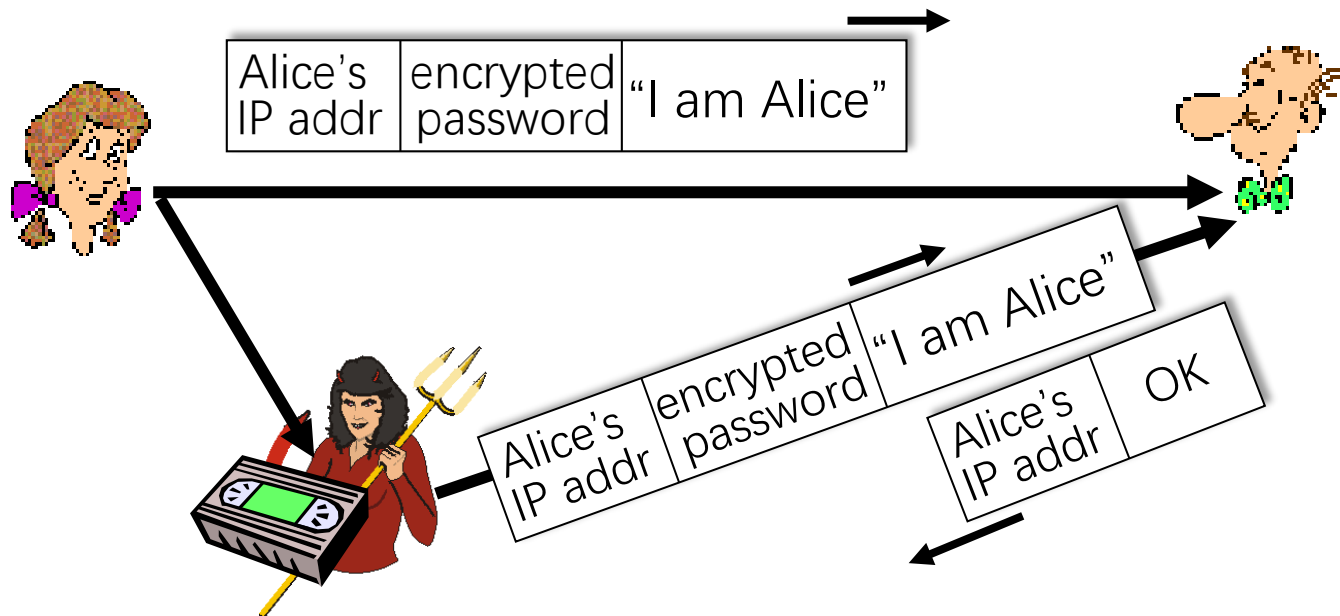 Alice’s
IP addr
encrypted
password
“I am Alice”
Alice’s
IP addr
encrypted
password
“I am Alice”
Alice’s
IP addr
OK